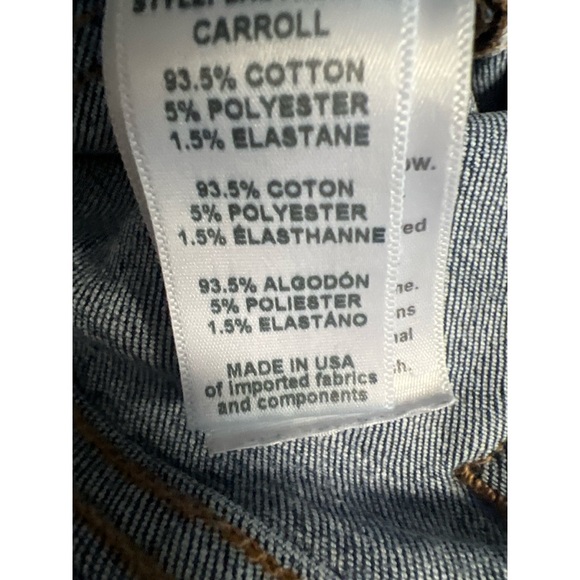 CARROLL
93.5% COTTON
5% POLYESTER
1.5% ELASTANE
93.5% COTON
5% POLYESTER
1.5% ÉLASTHANNE
93.5% ALGODÓN
5% POLIESTER
1.5% ELASTÁNO
MADE IN USA
of imported fabrics
and components